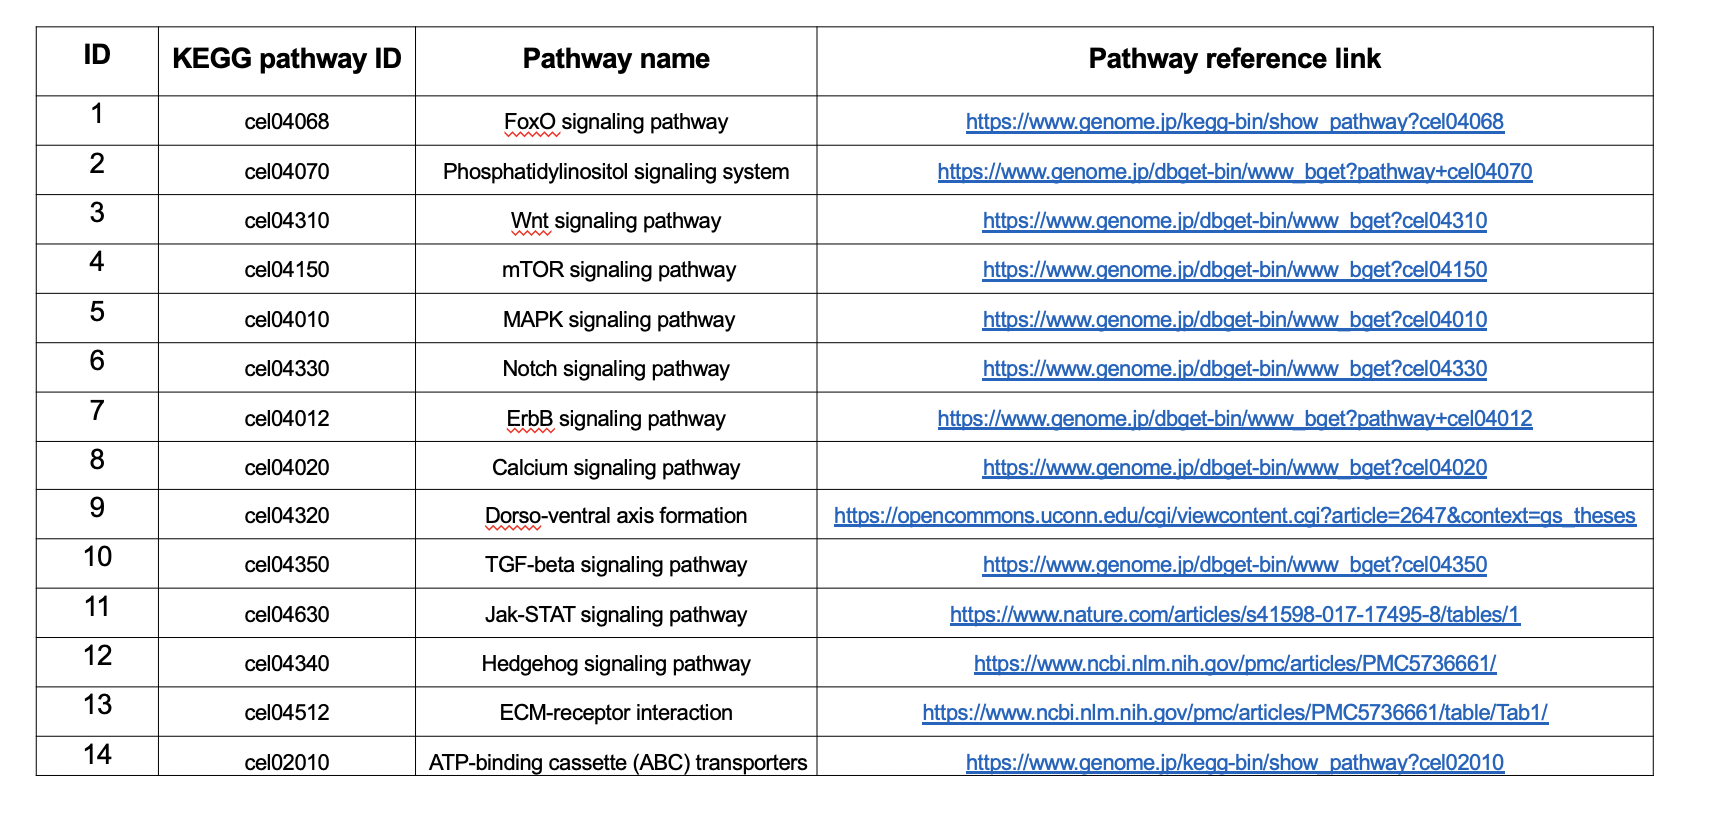 ID KEGG pathway ID Pathway name Pathway reference link
1 cel04068 FoxO signaling pathway https://www.genome.jp/kegg-bin/show_pathway?cel04068
2 cel04070 Phosphatidylinositol signaling system https://www.genome.jp/dbget-bin/www_bget?pathway+cel04070
3 cel04310 Wnt signaling pathway https://www.genome.jp/dbget-bin/www_bget?cel04310
4 cel04150 mTOR signaling pathway https://www.genome.jp/dbget-bin/www_bget?cel04150
5 cel04010 MAPK signaling pathway https://www.genome.jp/dbget-bin/www_bget?cel04010
6 cel04330 Notch signaling pathway https://www.genome.jp/dbget-bin/www_bget?cel04330
7 cel04012 ErbB signaling pathway https://www.genome.jp/dbget-bin/www_bget?pathway+cel04012
8 cel04020 Calcium signaling pathway https://www.genome.jp/dbget-bin/www_bget?cel04020
9 cel04320 Dorso-ventral axis formation https://opencommons.uconn.edu/cgi/viewcontent.cgi?article=2647&context=gs_theses
10 cel04350 TGF-beta signaling pathway https://www.genome.jp/dbget-bin/www_bget?cel04350
11 cel04630 Jak-STAT signaling pathway https://www.nature.com/articles/s41598-017-17495-8/tables/1
12 cel04340 Hedgehog signaling pathway https://www.ncbi.nlm.nih.gov/pmc/articles/PMC5736661/
13 cel04512 ECM-receptor interaction https://www.ncbi.nlm.nih.gov/pmc/articles/PMC5736661/table/Tab1/
14 cel02010 ATP-binding cassette (ABC) transporters https://www.genome.jp/kegg-bin/show_pathway?cel02010